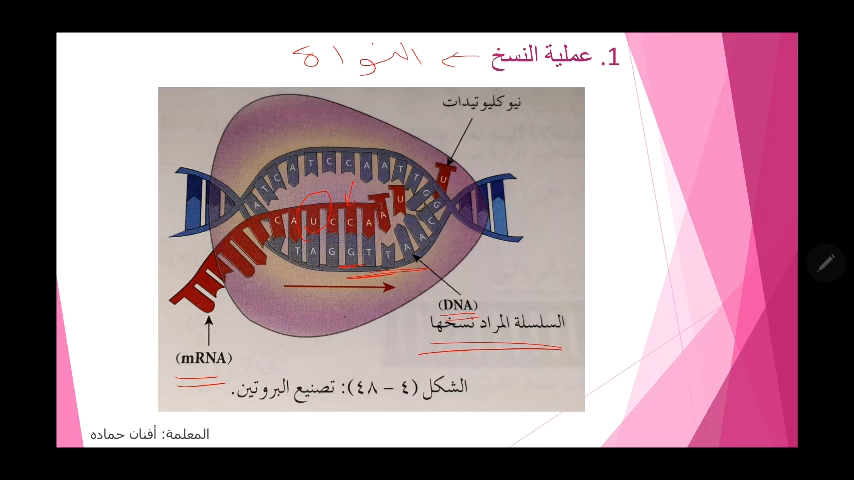 1. عملية النسخ ← النواة
نيوكليوتيدات
A T C A T C C A A T T G G
U
C A U C C A A U
T A G G T T A A C
(DNA)
السلسلة المراد نسخها
(mRNA)
الشكل (٤ - ٤٨): تصنيع البروتين.
المعلمة: أفنان حماده